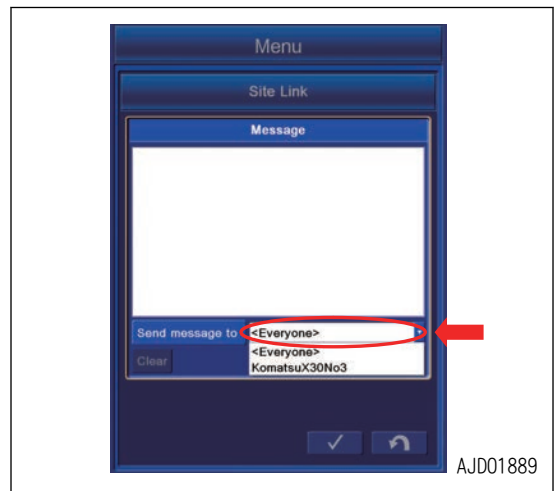 Menu
Site Link
Message
Send message to <Everyone>
<Everyone>
Clear
KomatsuX30No3
AJD01889